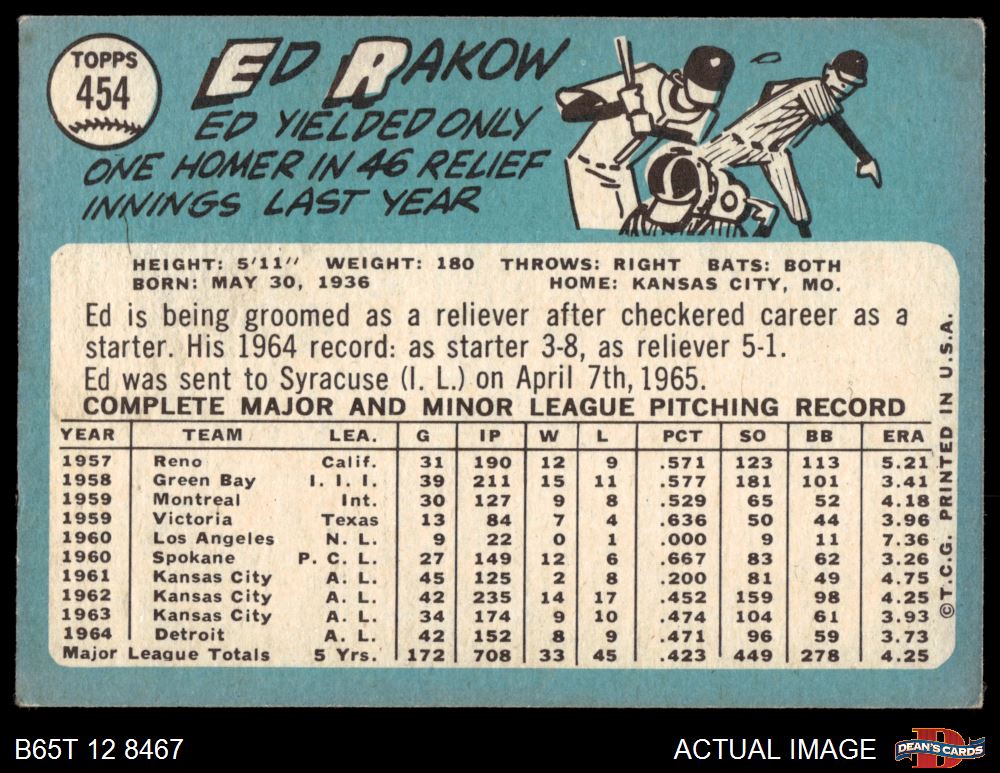 TOPPS
454
ED RAKOW
ED YIELDED ONLY
ONE HOMER IN 46 RELIEF
INNINGS LAST YEAR
HEIGHT: 5'11" WEIGHT: 180 THROWS: RIGHT BATS: BOTH
BORN: MAY 30, 1936 HOME: KANSAS CITY, MO.
Ed is being groomed as a reliever after checkered career as a
starter. His 1964 record: as starter 3-8, as reliever 5-1.
Ed was sent to Syracuse (I. L.) on April 7th, 1965.
COMPLETE MAJOR AND MINOR LEAGUE PITCHING RECORD
YEAR TEAM LEA. G IP W L PCT SO BB ERA
1957 Reno Calif. 31 190 12 9 .571 123 113 5.21
1958 Green Bay I. I. I. 39 211 15 11 .577 181 101 3.41
1959 Montreal Int. 30 127 9 8 .529 65 52 4.18
1959 Victoria Texas 13 84 7 4 .636 50 44 3.96
1960 Los Angeles N. L. 9 22 0 1 .000 9 11 7.36
1960 Spokane P. C. L. 27 149 12 6 .667 83 62 3.26
1961 Kansas City A. L. 45 125 2 8 .200 81 49 4.75
1962 Kansas City A. L. 42 235 14 17 .452 159 98 4.25
1963 Kansas City A. L. 34 174 9 10 .474 104 61 3.93
1964 Detroit A. L. 42 152 8 9 .471 96 59 3.73
Major League Totals 5 Yrs. 172 708 33 45 .423 449 278 4.25
©T.C.G. PRINTED IN U.S.A.
B65T 12 8467 ACTUAL IMAGE
D
DEAN'S CARDS